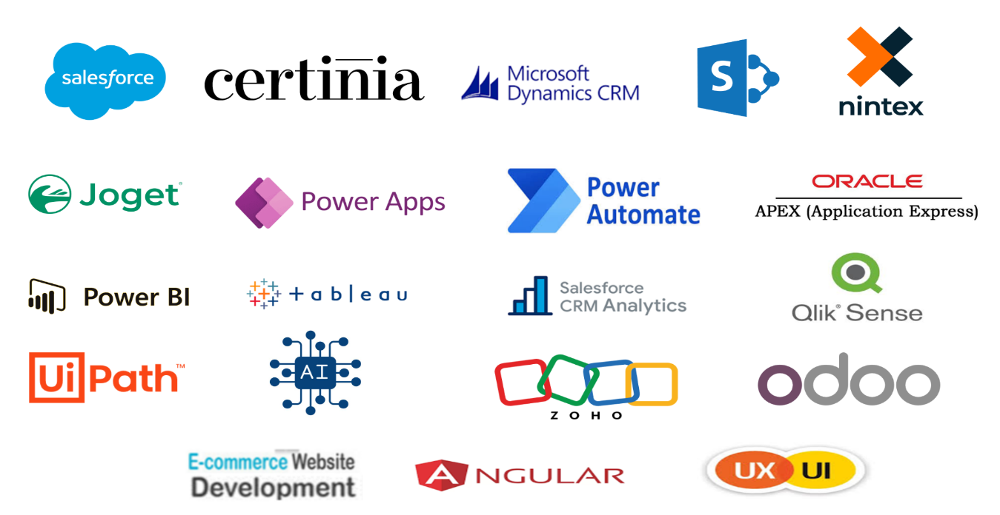 salesforce
certinia
Microsoft
Dynamics CRM
S
nintex
Joget®
Power Apps
Power
Automate
ORACLE
APEX (Application Express)
Power BI
+ableau
Salesforce
CRM Analytics
Qlik® Sense
UiPath™
AI
ZOHO
odoo
E-commerce Website
Development
ANGULAR
UX UI